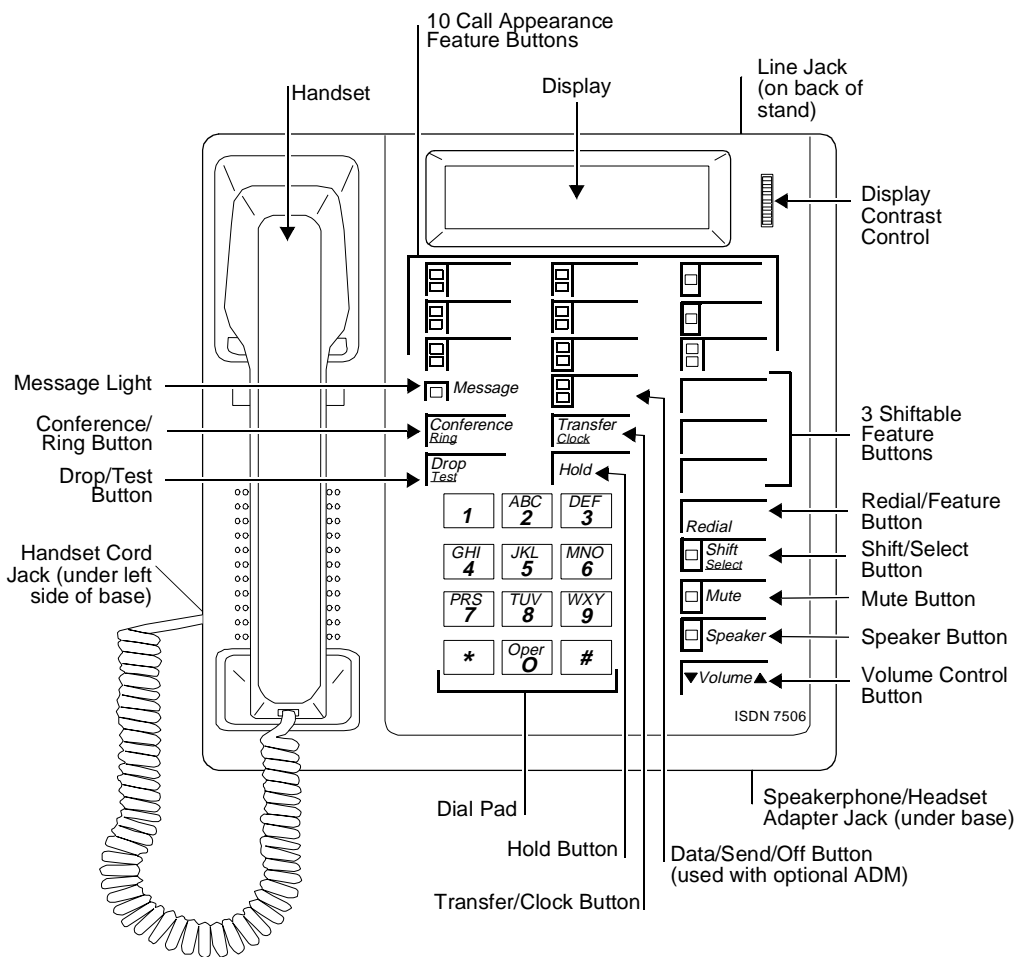 10 Call Appearance
Feature Buttons
Handset
Display
Line Jack
(on back of
stand)
Display
Contrast
Control
Message Light
Message
Conference/
Ring Button
Conference
Ring
Transfer
Clock
3 Shiftable
Feature
Buttons
Drop/Test
Button
Drop
Test
Hold
1
ABC
2
DEF
3
Redial
Redial/Feature
Button
Handset Cord
Jack (under left
side of base)
GHI
4
JKL
5
MNO
6
Shift
Select
Shift/Select
Button
PRS
7
TUV
8
WXY
9
Mute
Mute Button
Speaker
Speaker Button
*
Oper
O
#
▼Volume▲
Volume Control
Button
ISDN 7506
Dial Pad
Speakerphone/Headset
Adapter Jack (under base)
Hold Button
Data/Send/Off Button
(used with optional ADM)
Transfer/Clock Button